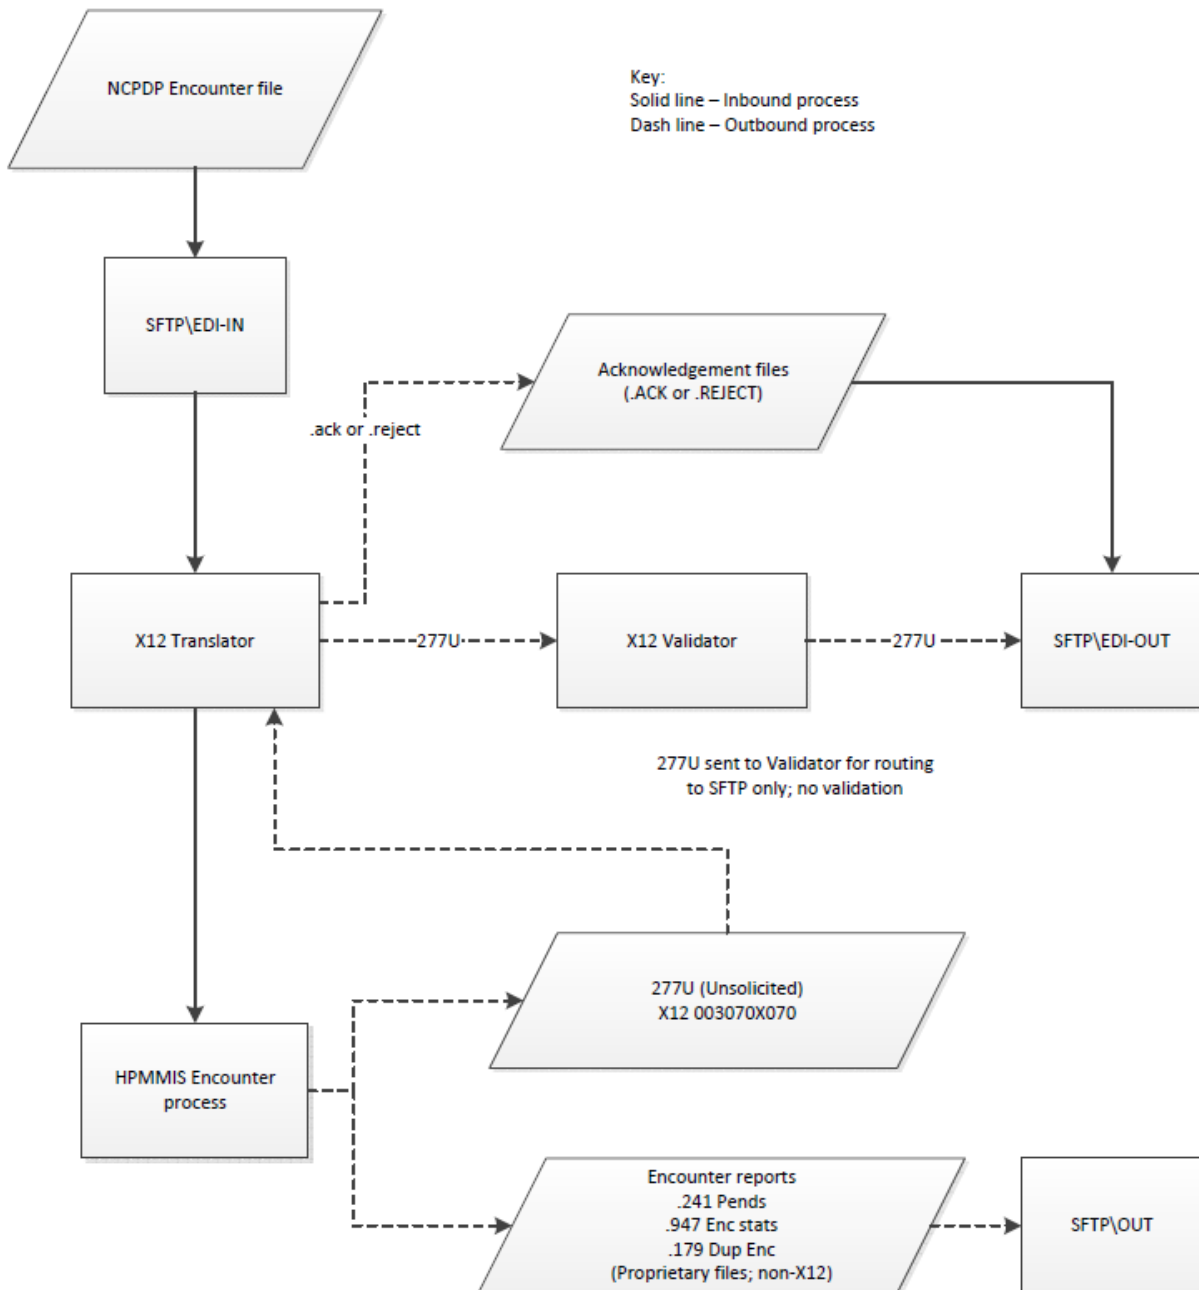 NCPDP Encounter file
Key:
Solid line – Inbound process
Dash line – Outbound process
SFTP\EDI-IN
Acknowledgement files
(.ACK or .REJECT)
.ack or .reject
X12 Translator
277U
X12 Validator
277U
SFTP\EDI-OUT
277U sent to Validator for routing
to SFTP only; no validation
277U (Unsolicited)
X12 003070X070
HPMMIS Encounter
process
Encounter reports
.241 Pends
.947 Enc stats
.179 Dup Enc
(Proprietary files; non-X12)
SFTP\OUT